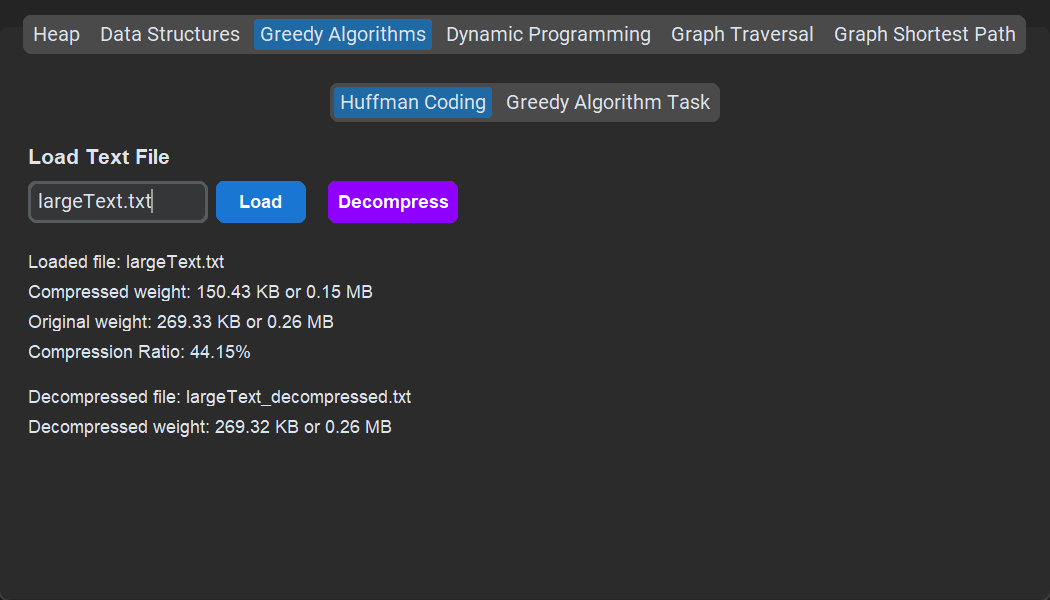 Heap Data Structures Greedy Algorithms Dynamic Programming Graph Traversal Graph Shortest Path
Huffman Coding Greedy Algorithm Task
Load Text File
largeText.txt Load Decompress
Loaded file: largeText.txt
Compressed weight: 150.43 KB or 0.15 MB
Original weight: 269.33 KB or 0.26 MB
Compression Ratio: 44.15%
Decompressed file: largeText_decompressed.txt
Decompressed weight: 269.32 KB or 0.26 MB